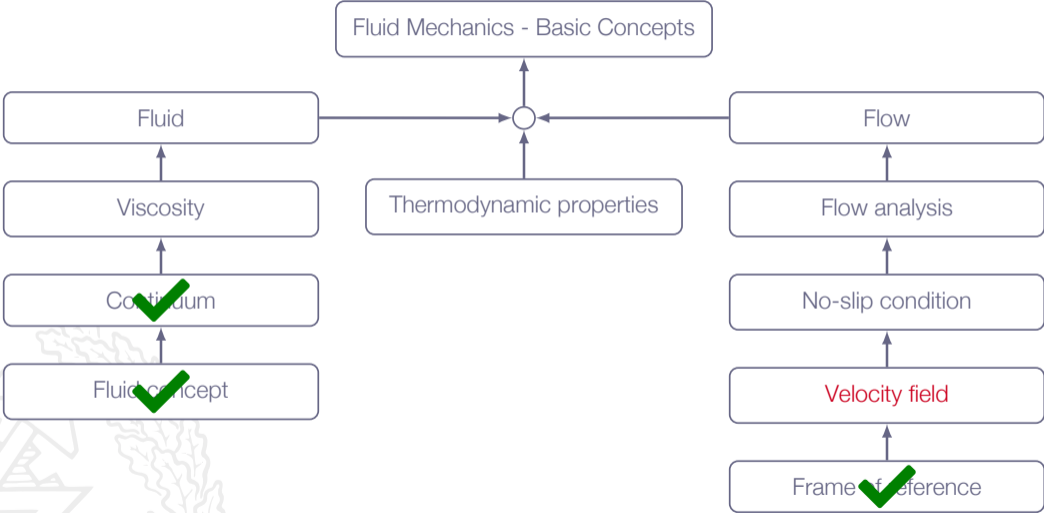 Fluid Mechanics - Basic Concepts
Fluid
Flow
Viscosity
Thermodynamic properties
Flow analysis
Continuum
No-slip condition
Fluid concept
Velocity field
Frame of reference